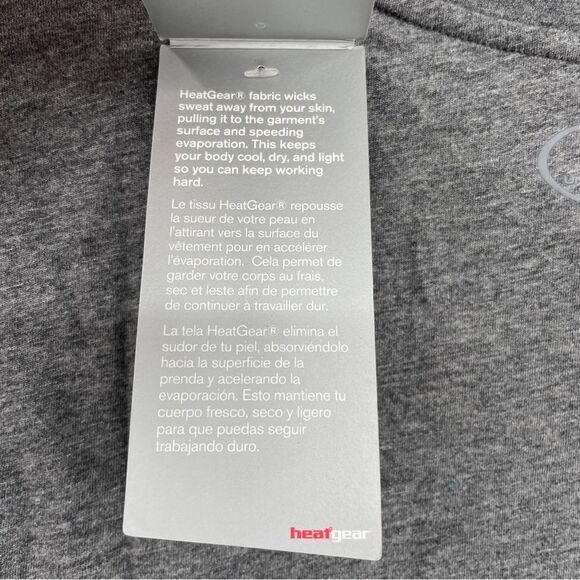 HeatGear® fabric wicks
sweat away from your skin,
pulling it to the garment's
surface and speeding
evaporation. This keeps
your body cool, dry, and light
so you can keep working
hard.
Le tissu HeatGear® repousse
la sueur de votre peau en
l'attirant vers la surface du
vêtement pour en accélérer
l'évaporation. Cela permet de
garder votre corps au frais,
sec et leste afin de permettre
de continuer à travailler dur.
La tela HeatGear® elimina el
sudor de tu piel, absorviéndolo
hacia la superficie de la
prenda y acelerando la
evaporación. Esto mantiene tu
cuerpo fresco, seco y ligero
para que puedas seguir
trabajando duro.
heatgear